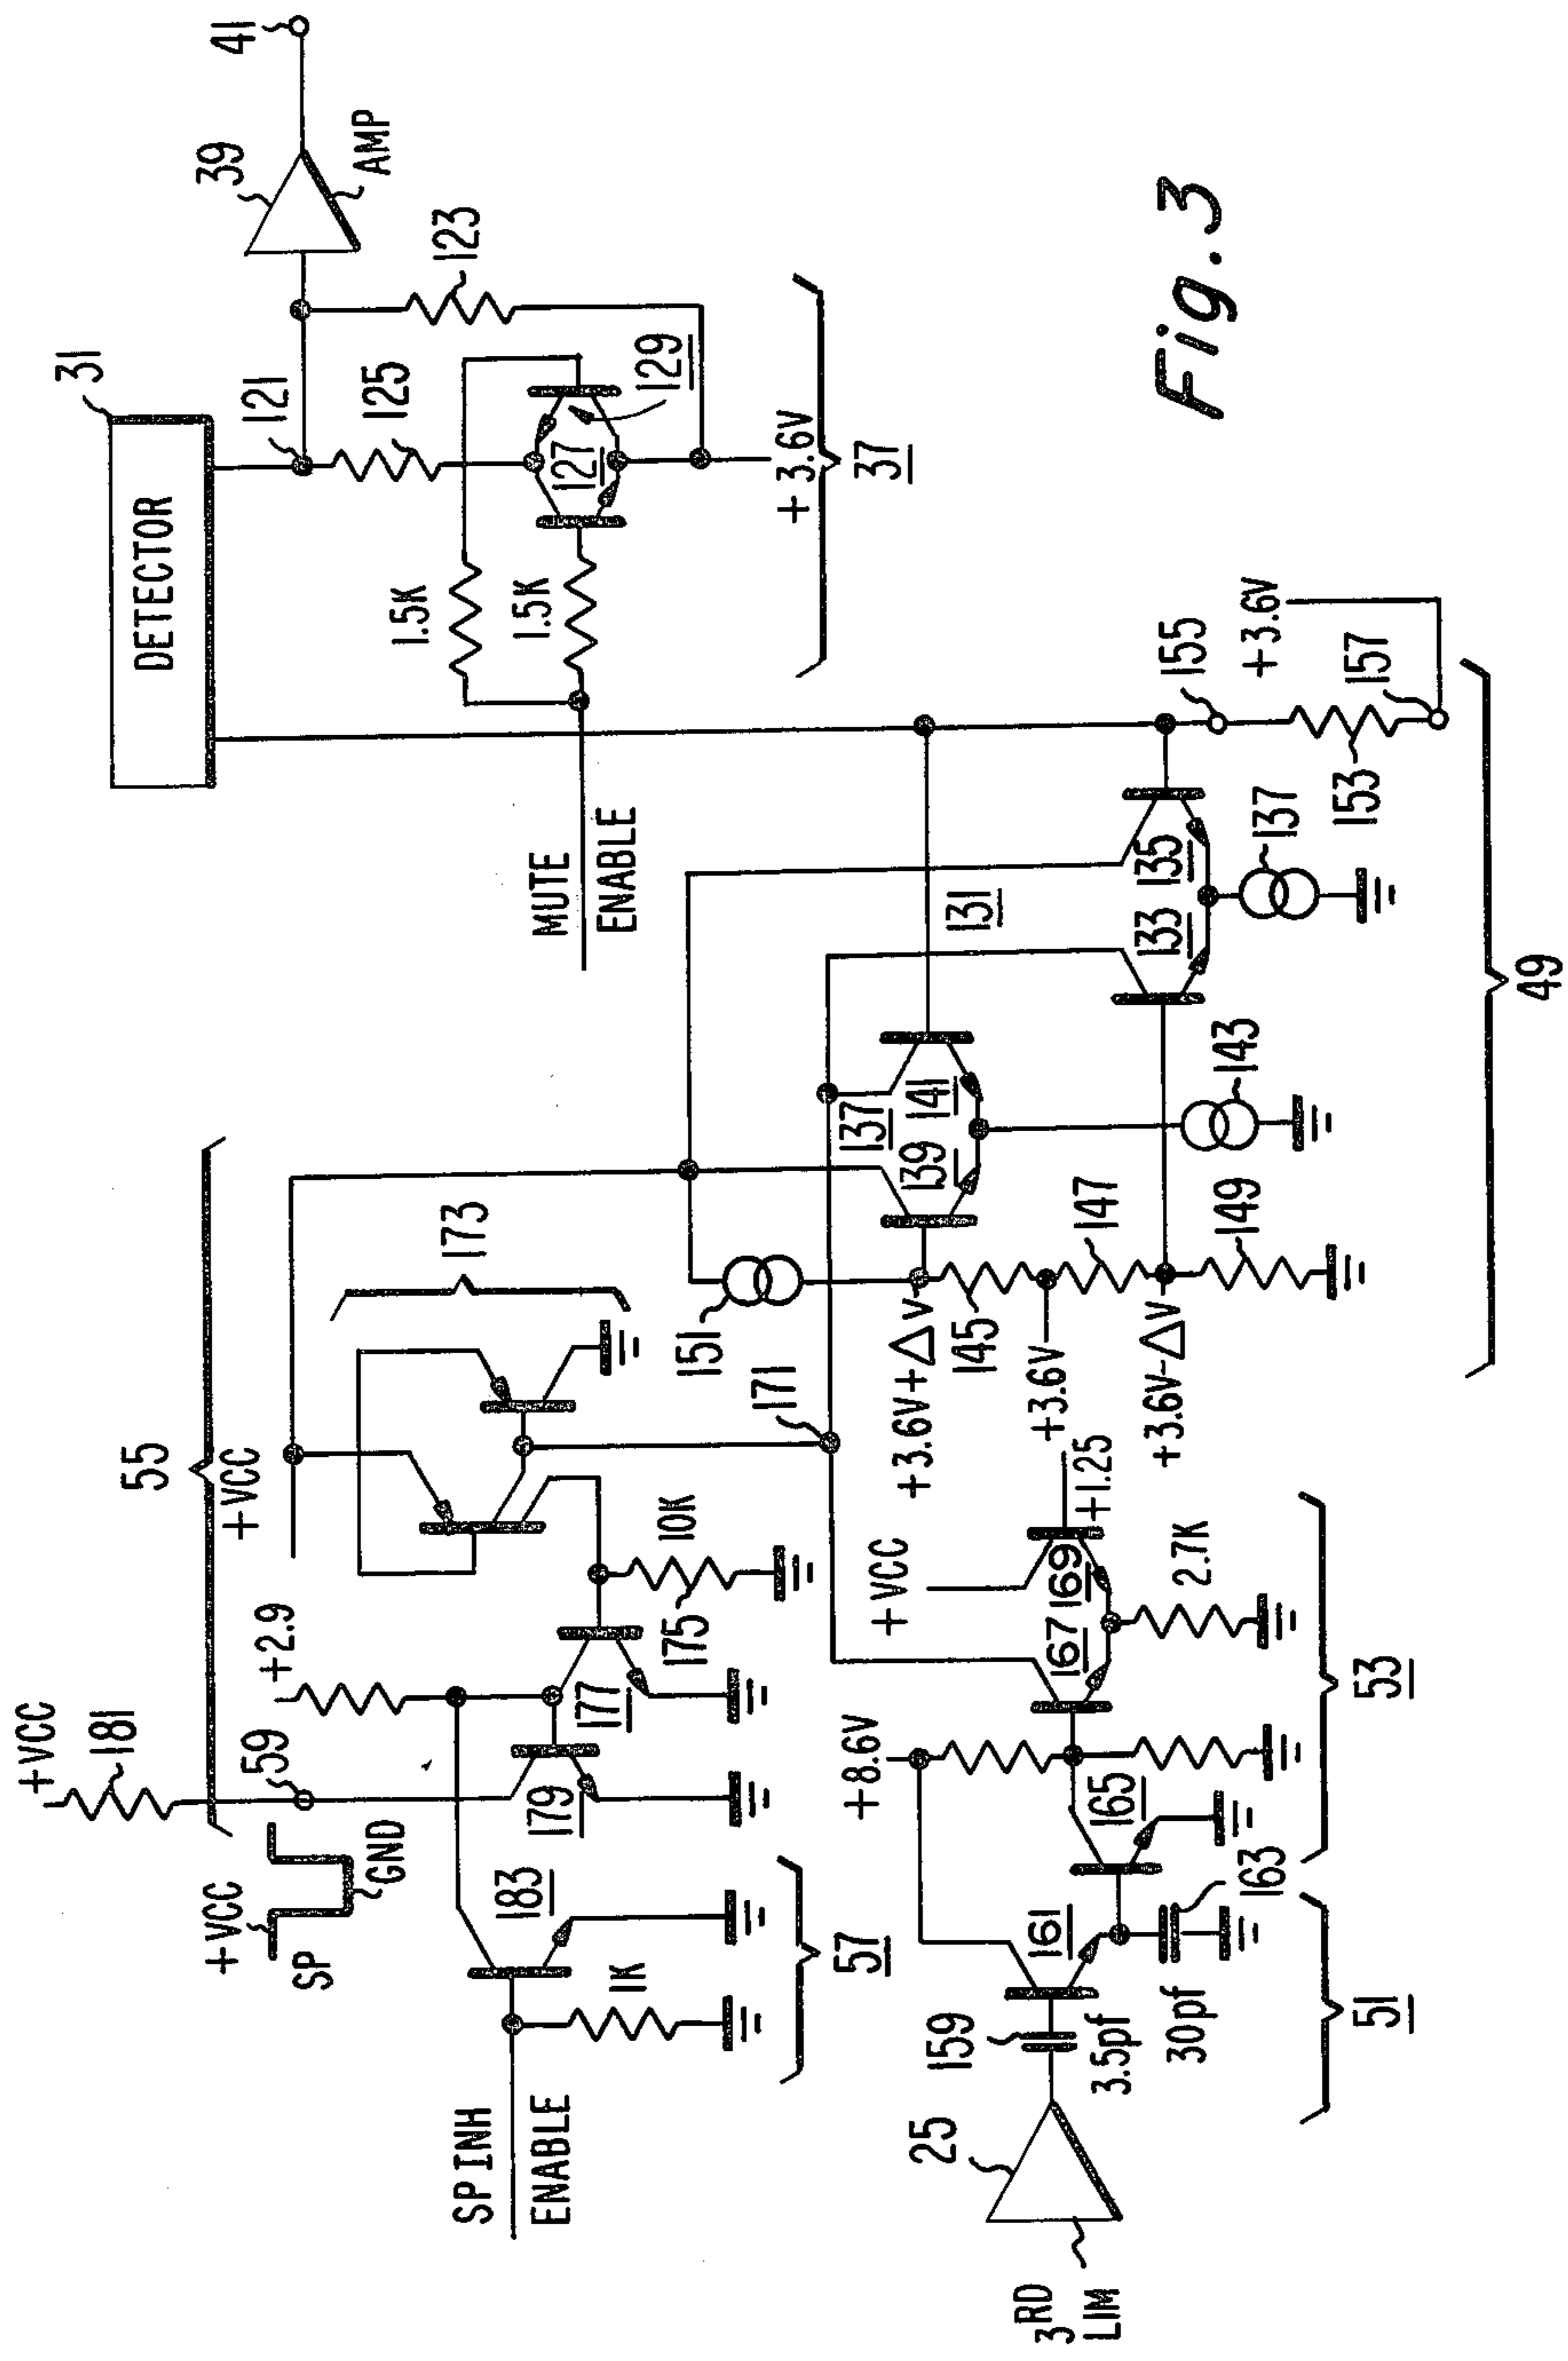 41
39
AMP
123
31
121
125
DETECTOR
129
127
+3.6V
37
1.5K
1.5K
MUTE
ENABLE
Fig. 3
155
+3.6V
157
153
137
135
133
131
49
143
141
137
139
147
149
145
151
173
171
+3.6V+△V
+3.6V
+3.6V-△V
55
+VCC
10K
175
+2.9
177
179
+VCC
181
59
+VCC
GND
SP
183
1K
57
SP INH
ENABLE
+1.25
+VCC
169
167
2.7K
53
+8.6V
165
163
161
159
3.5pf
30pf
51
25
3RD
LIM